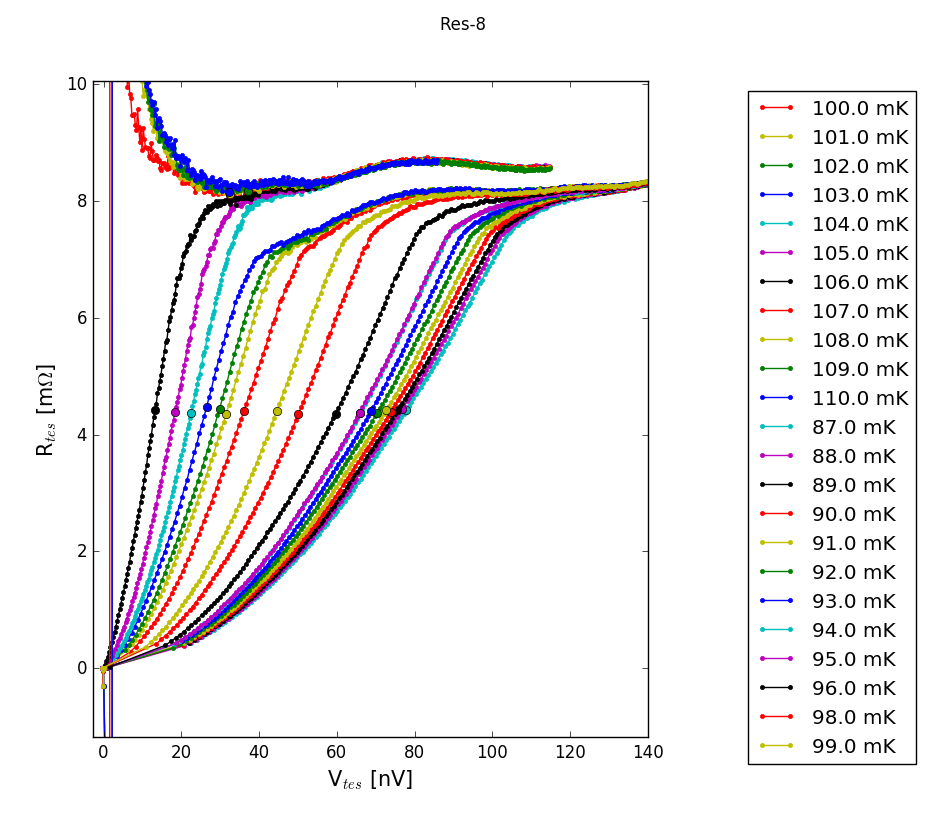 Res-8
10
8
6
4
2
0
0 20 40 60 80 100 120 140
R_tes [mΩ]
V_tes [nV]
100.0 mK
101.0 mK
102.0 mK
103.0 mK
104.0 mK
105.0 mK
106.0 mK
107.0 mK
108.0 mK
109.0 mK
110.0 mK
87.0 mK
88.0 mK
89.0 mK
90.0 mK
91.0 mK
92.0 mK
93.0 mK
94.0 mK
95.0 mK
96.0 mK
98.0 mK
99.0 mK